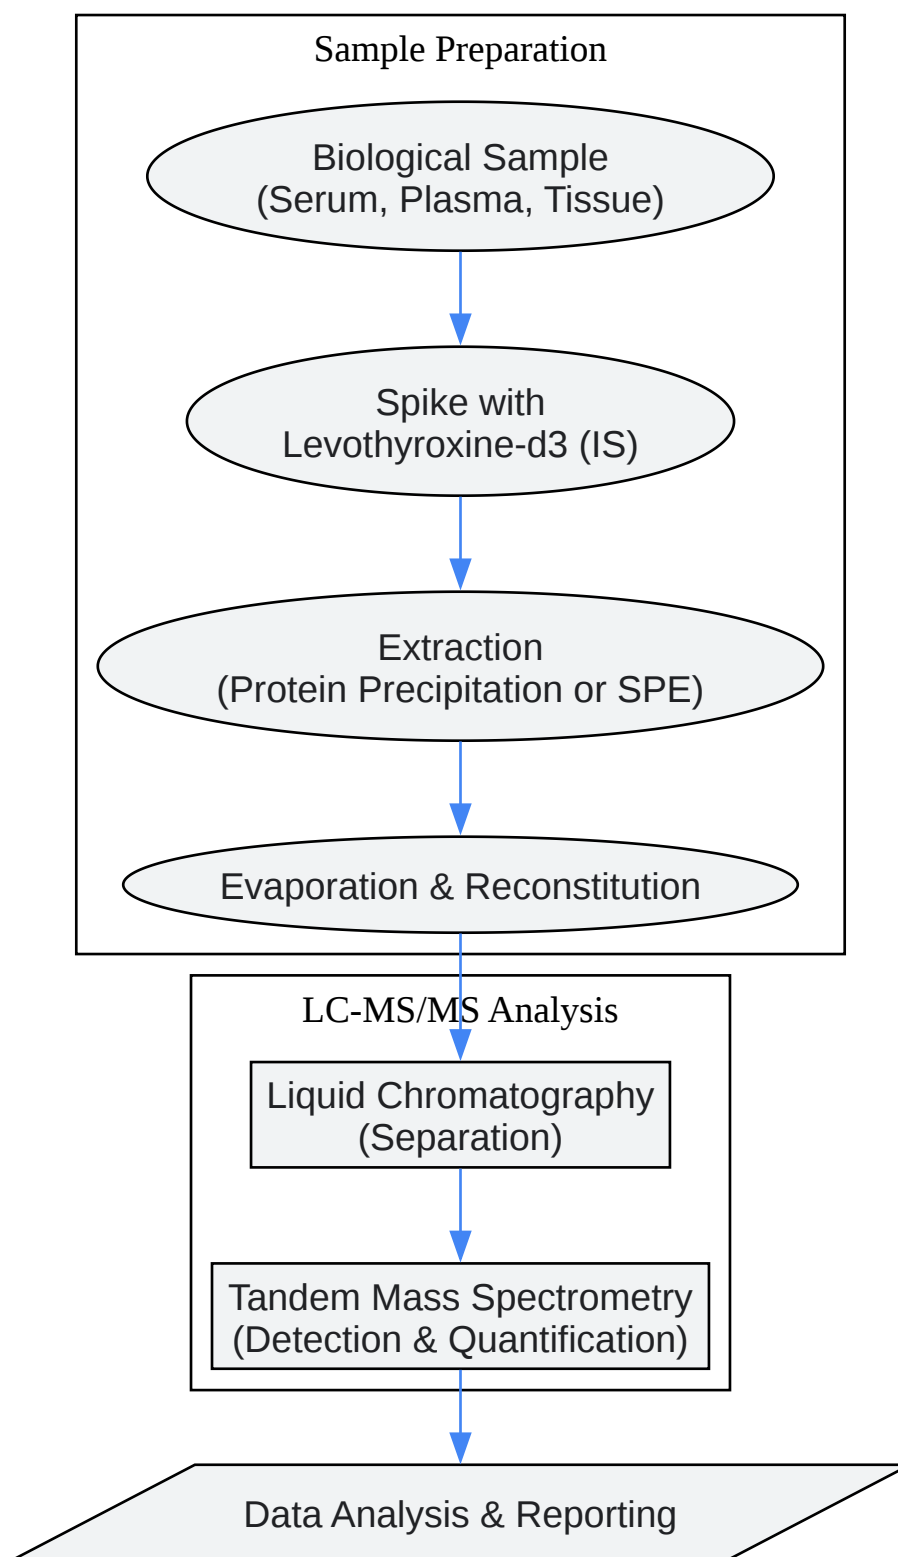 Sample Preparation
Biological Sample
(Serum, Plasma, Tissue)
Spike with
Levothyroxine-d3 (IS)
Extraction
(Protein Precipitation or SPE)
Evaporation & Reconstitution
LC-MS/MS Analysis
Liquid Chromatography
(Separation)
Tandem Mass Spectrometry
(Detection & Quantification)
Data Analysis & Reporting